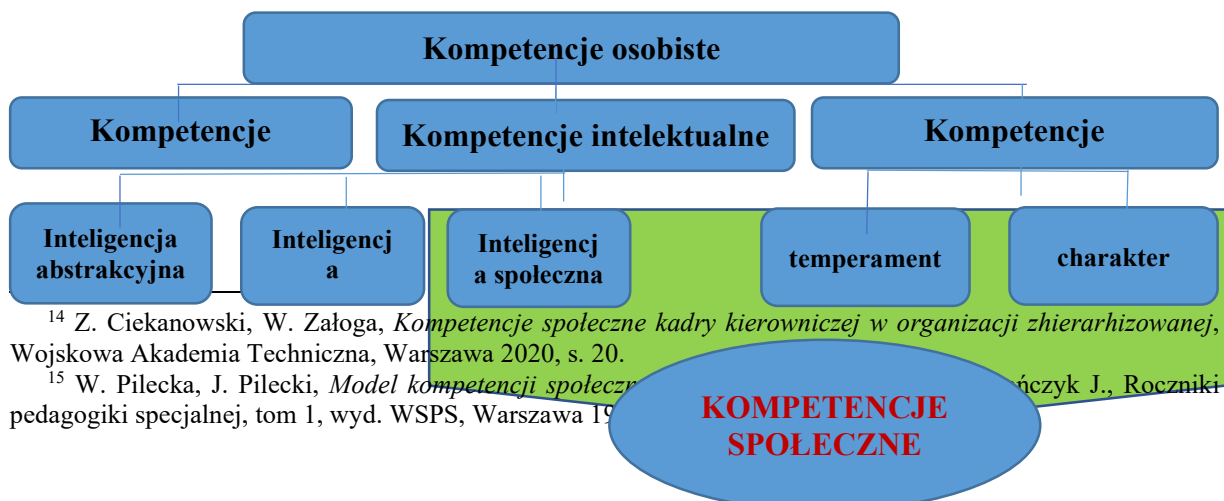 Kompetencje osobiste
Kompetencje
Kompetencje intelektualne
Kompetencje
Inteligencja
abstrakcyjna
Inteligencj
a
Inteligencj
a społeczna
temperament
charakter
14 Z. Ciekanowski, W. Załoga, Kompetencje społeczne kadry kierowniczej w organizacji zhierarhizowanej,
Wojskowa Akademia Techniczna, Warszawa 2020, s. 20.
15 W. Pilecka, J. Pilecki, Model kompetencji społeczn ńczyk J., Roczniki
pedagogiki specjalnej, tom 1, wyd. WSPS, Warszawa 19
KOMPETENCJE
SPOŁECZNE